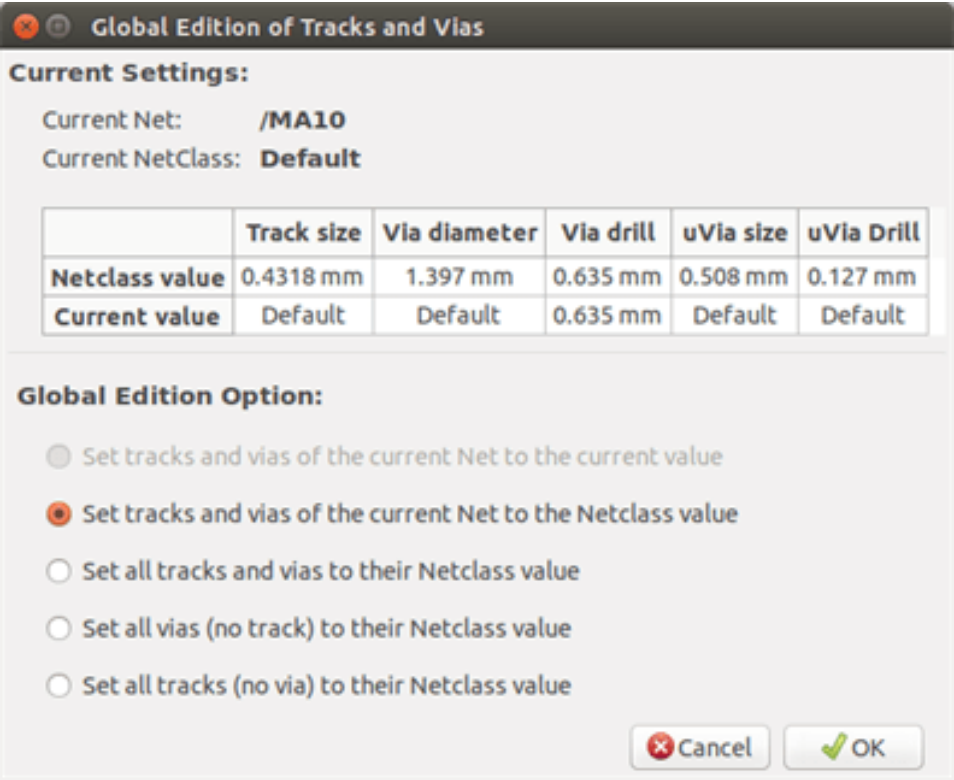 Global Edition of Tracks and Vias
Current Settings:
Current Net: /MA10
Current NetClass: Default
Track size Via diameter Via drill uVia size uVia Drill
Netclass value 0.4318 mm 1.397 mm 0.635 mm 0.508 mm 0.127 mm
Current value Default Default 0.635 mm Default Default
Global Edition Option:
Set tracks and vias of the current Net to the current value
Set tracks and vias of the current Net to the Netclass value
Set all tracks and vias to their Netclass value
Set all vias (no track) to their Netclass value
Set all tracks (no via) to their Netclass value
Cancel OK